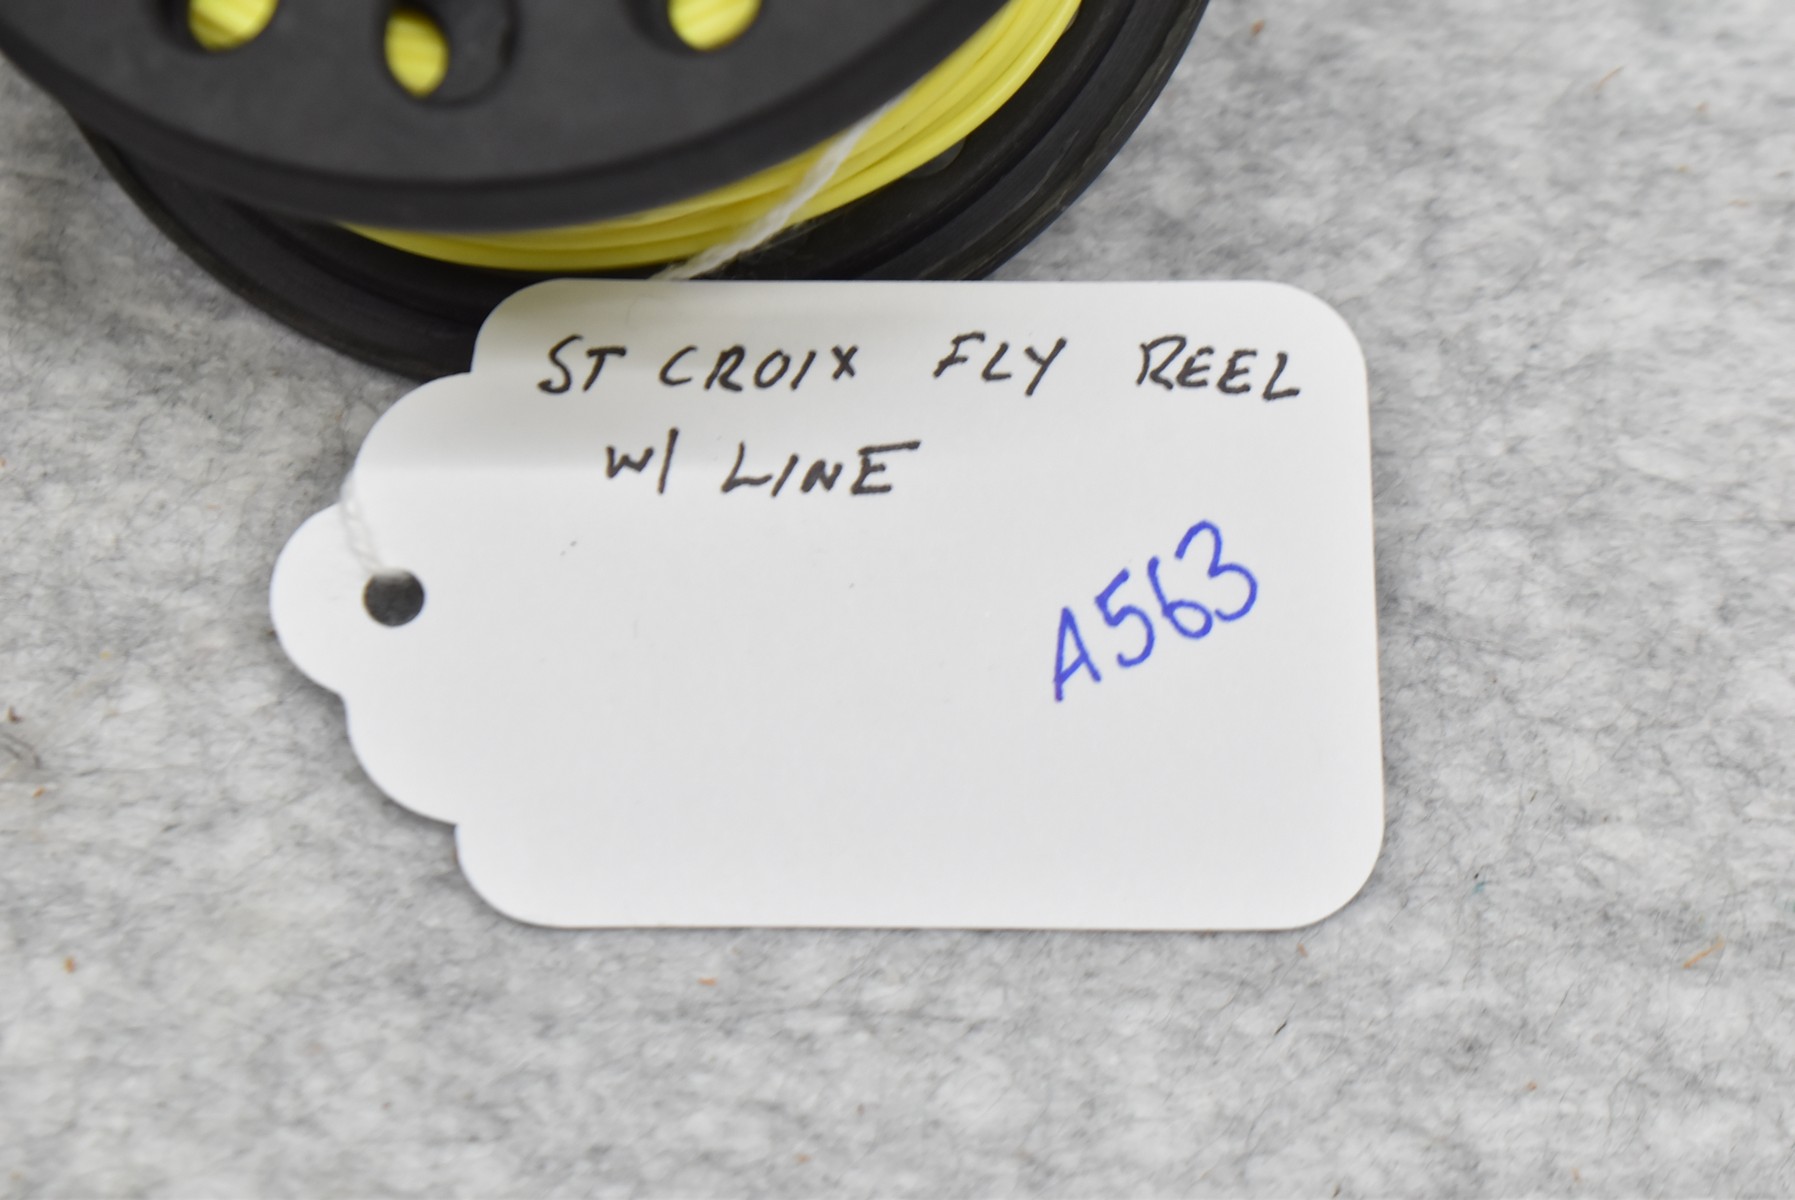 ST CROIX FLY REEL
W/ LINE
A563